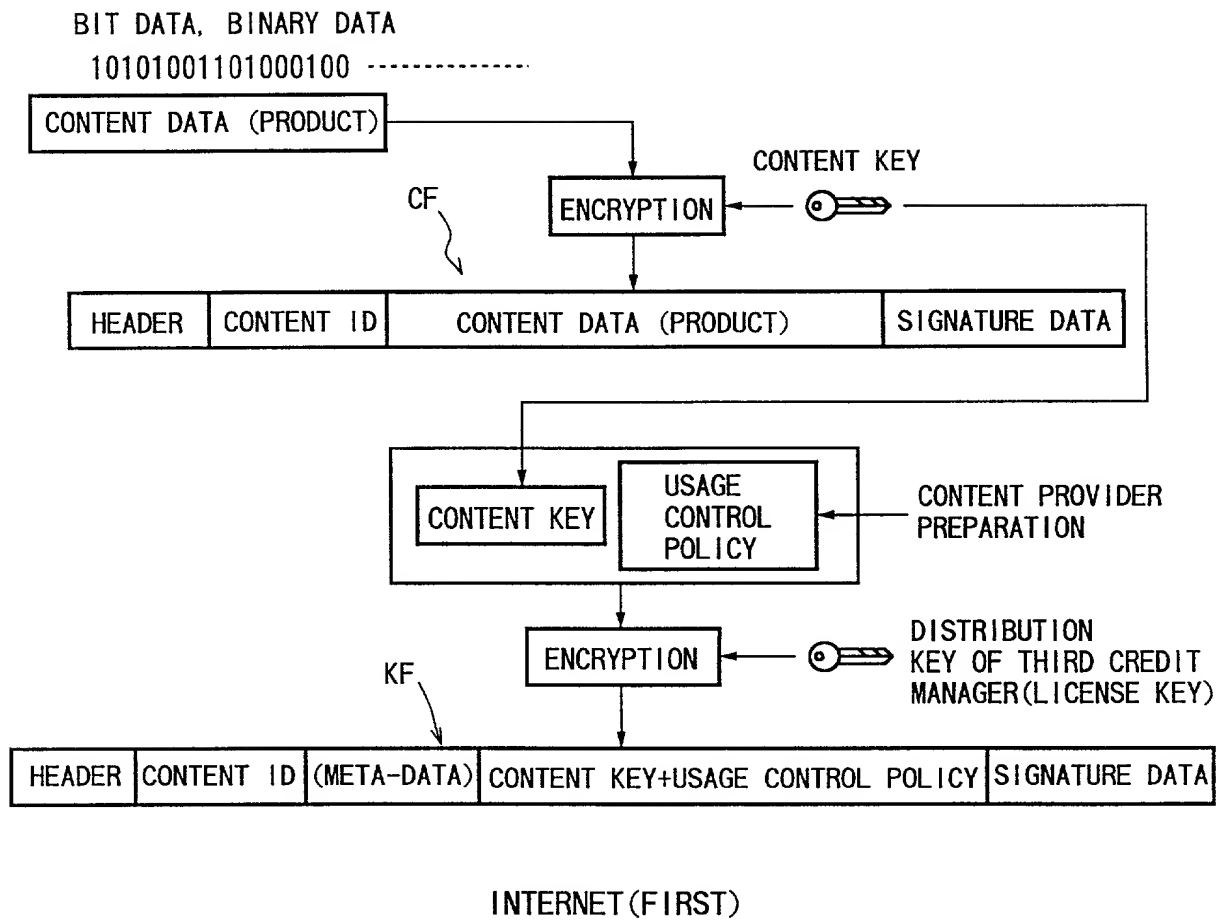 BIT DATA, BINARY DATA
10101001101000100
CONTENT DATA (PRODUCT)
CONTENT KEY
ENCRYPTION
CF
HEADER CONTENT ID CONTENT DATA (PRODUCT) SIGNATURE DATA
CONTENT KEY
USAGE
CONTROL
POLICY
CONTENT PROVIDER
PREPARATION
ENCRYPTION
DISTRIBUTION
KEY OF THIRD CREDIT
MANAGER(LICENSE KEY)
KF
HEADER CONTENT ID (META-DATA) CONTENT KEY+USAGE CONTROL POLICY SIGNATURE DATA
INTERNET(FIRST)